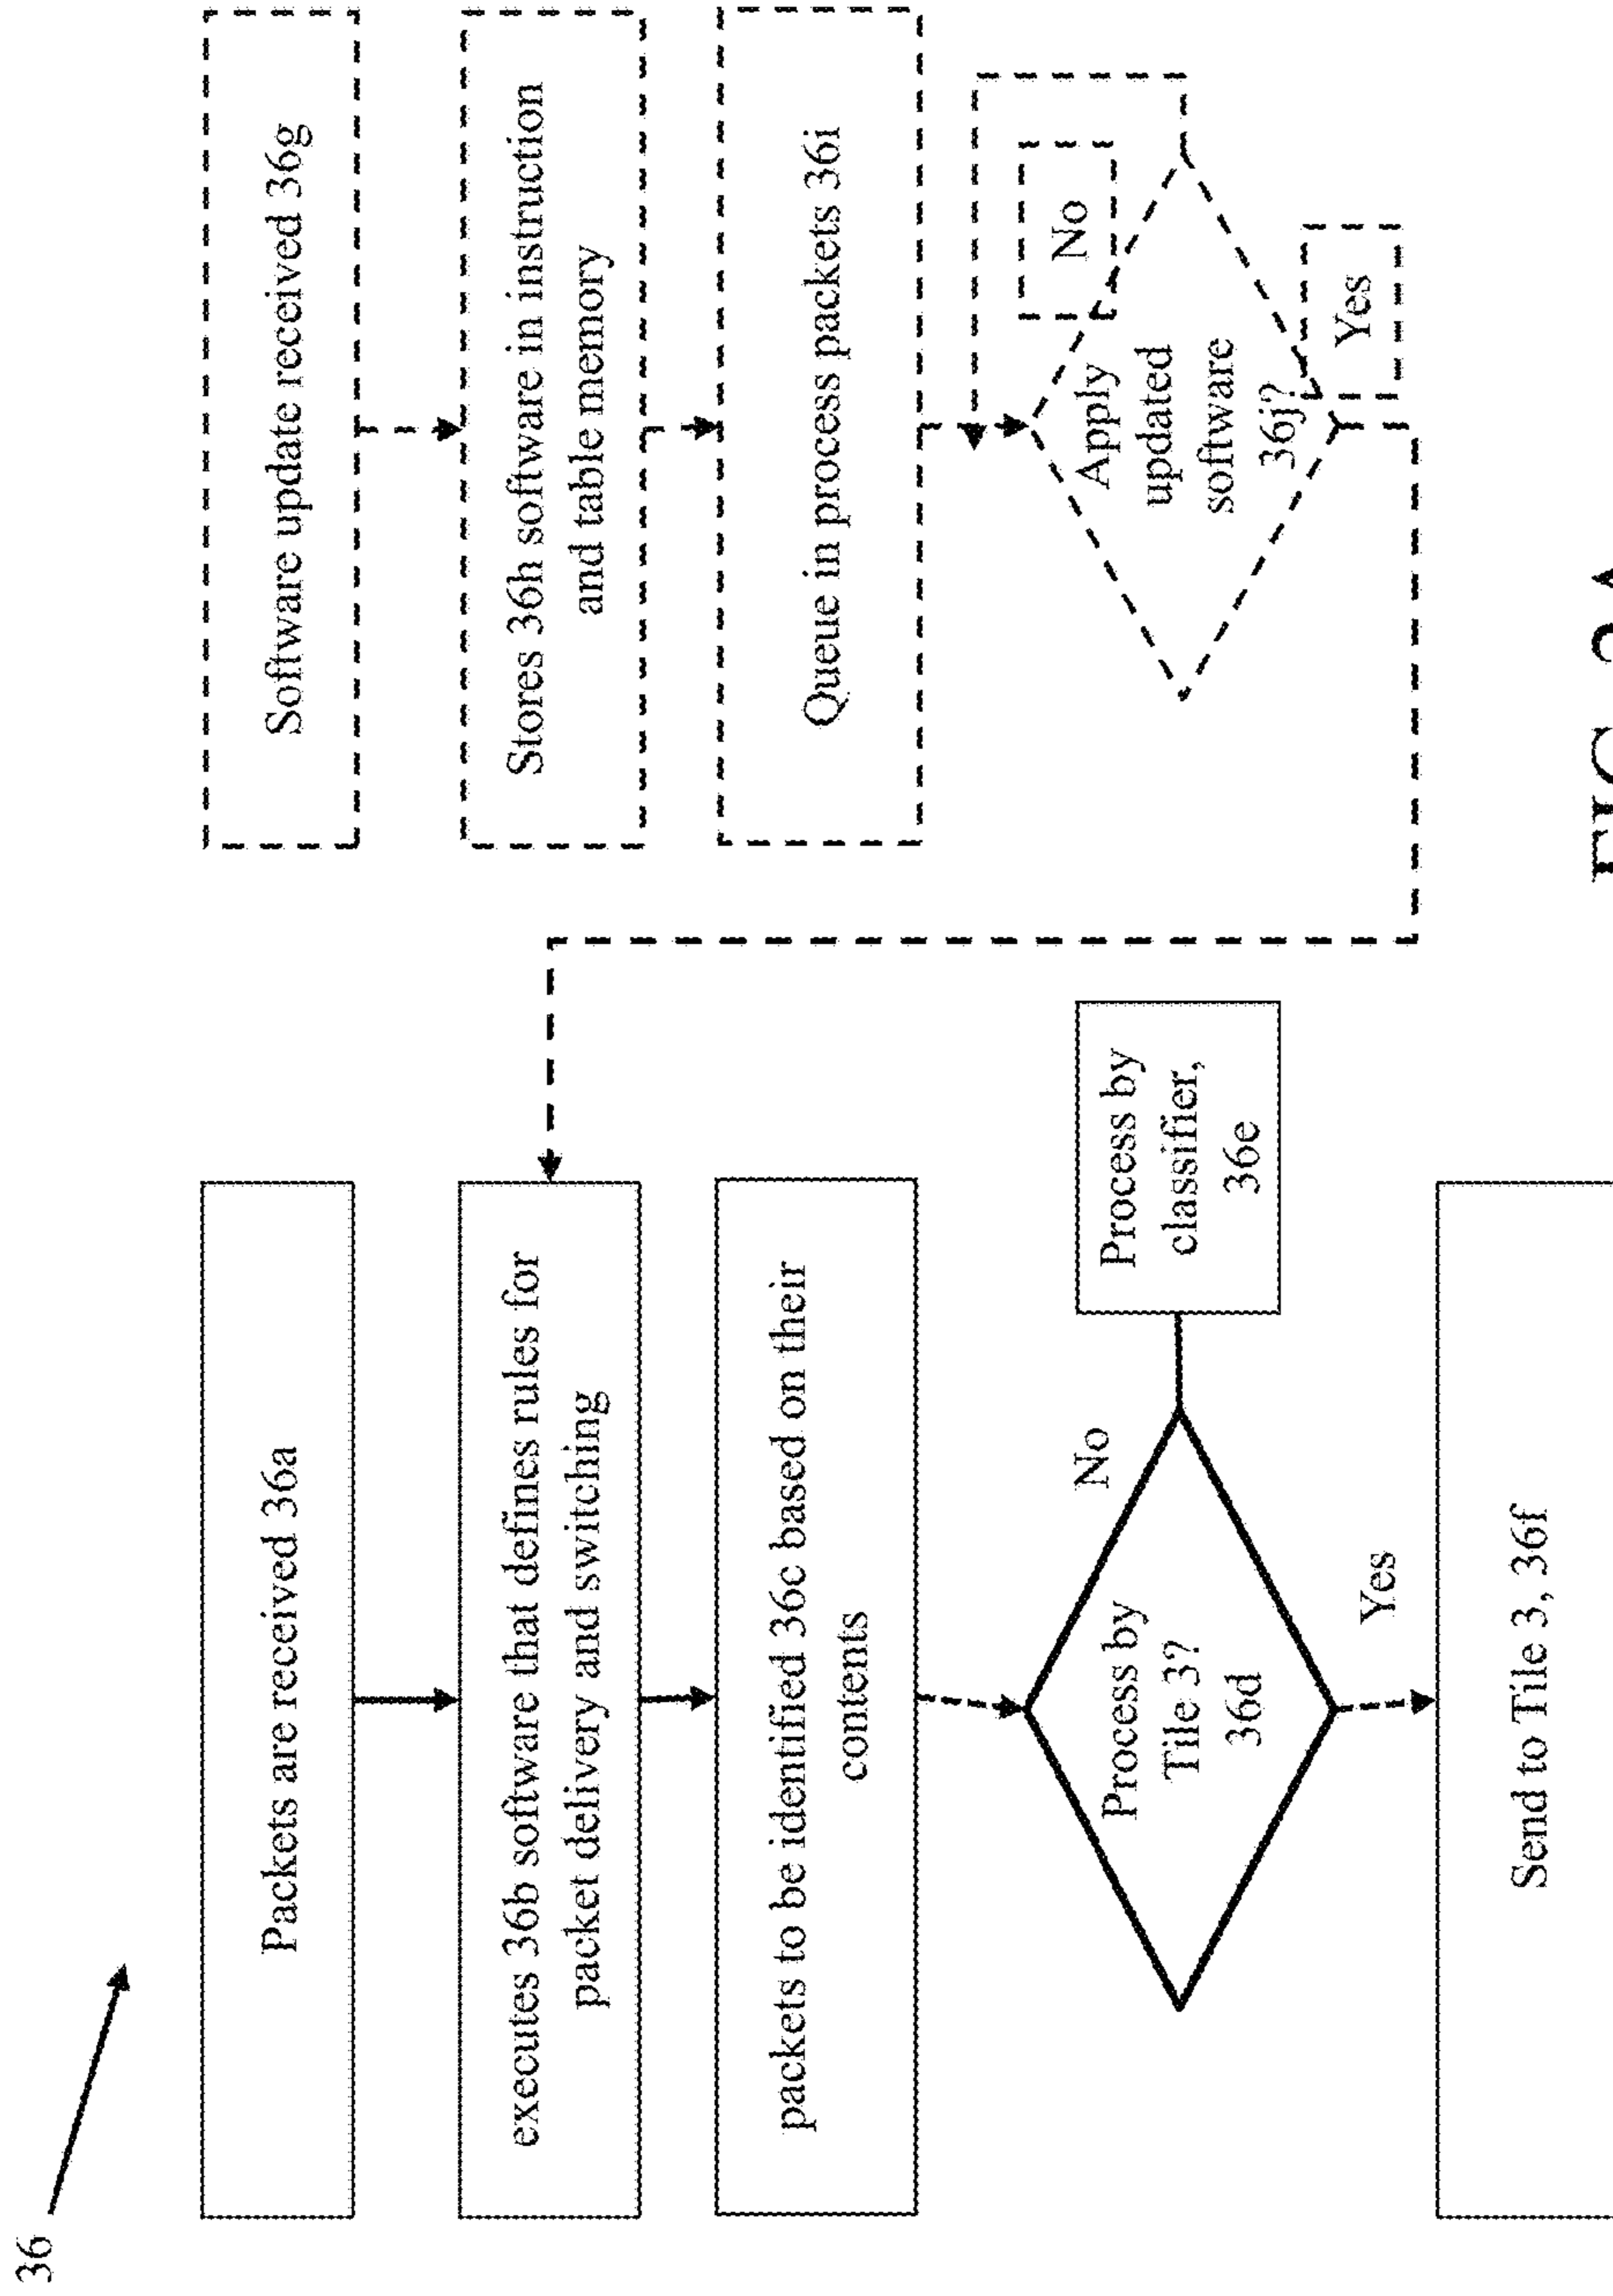 36
Packets are received 36a
executes 36b software that defines rules for
packet delivery and switching
packets to be identified 36c based on their
contents
Process by
Tile 3?
36d
No
Process by
classifier,
36e
Yes
Send to Tile 3, 36f
Software update received 36g
Stores 36h software in instruction
and table memory
Queue in process packets 36i
Apply
updated
software
36j?
No
Yes